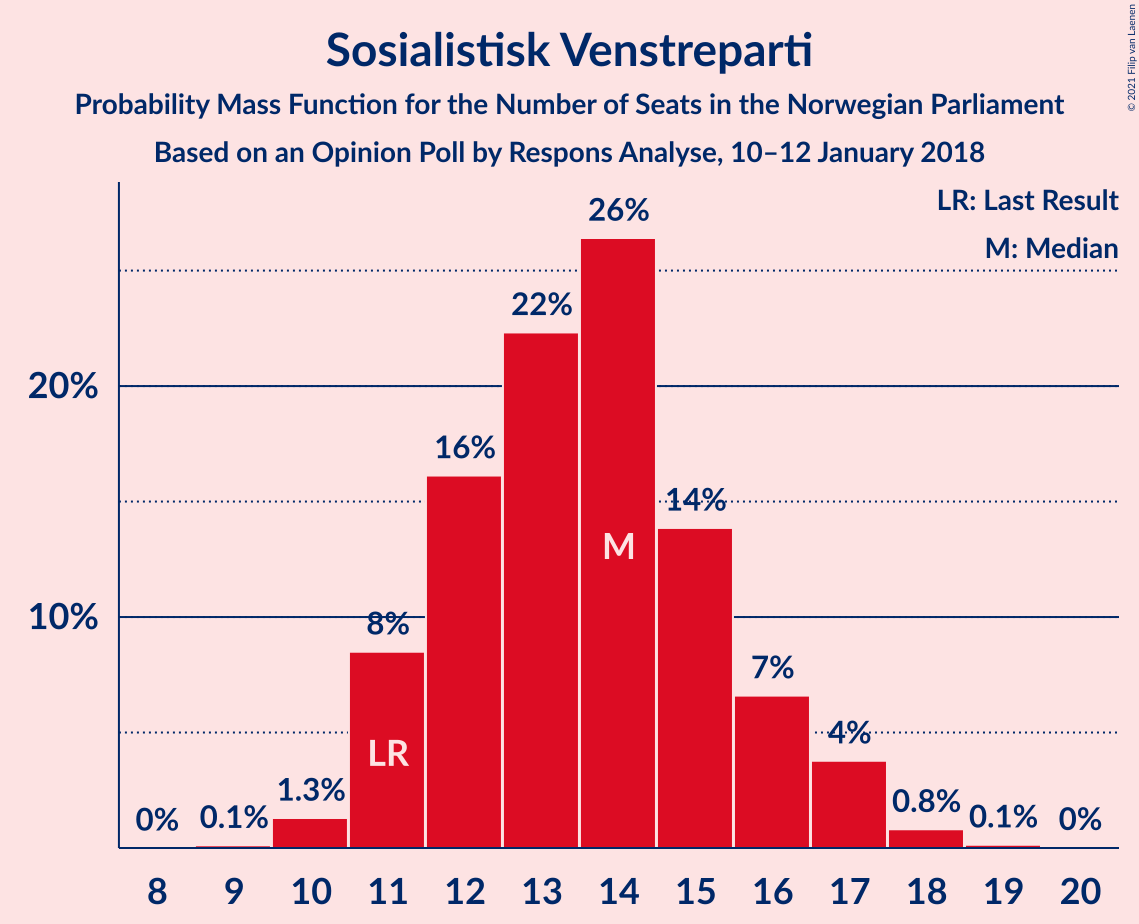 Sosialistisk Venstreparti
Probability Mass Function for the Number of Seats in the Norwegian Parliament
Based on an Opinion Poll by Respons Analyse, 10–12 January 2018
© 2021 Filip van Laenen
LR: Last Result
M: Median
26%
22%
20%
16%
14%
M
10%
8%
7%
4%
LR
1.3%
0.8%
0%
0.1%
0.1%
0%
8 9 10 11 12 13 14 15 16 17 18 19 20